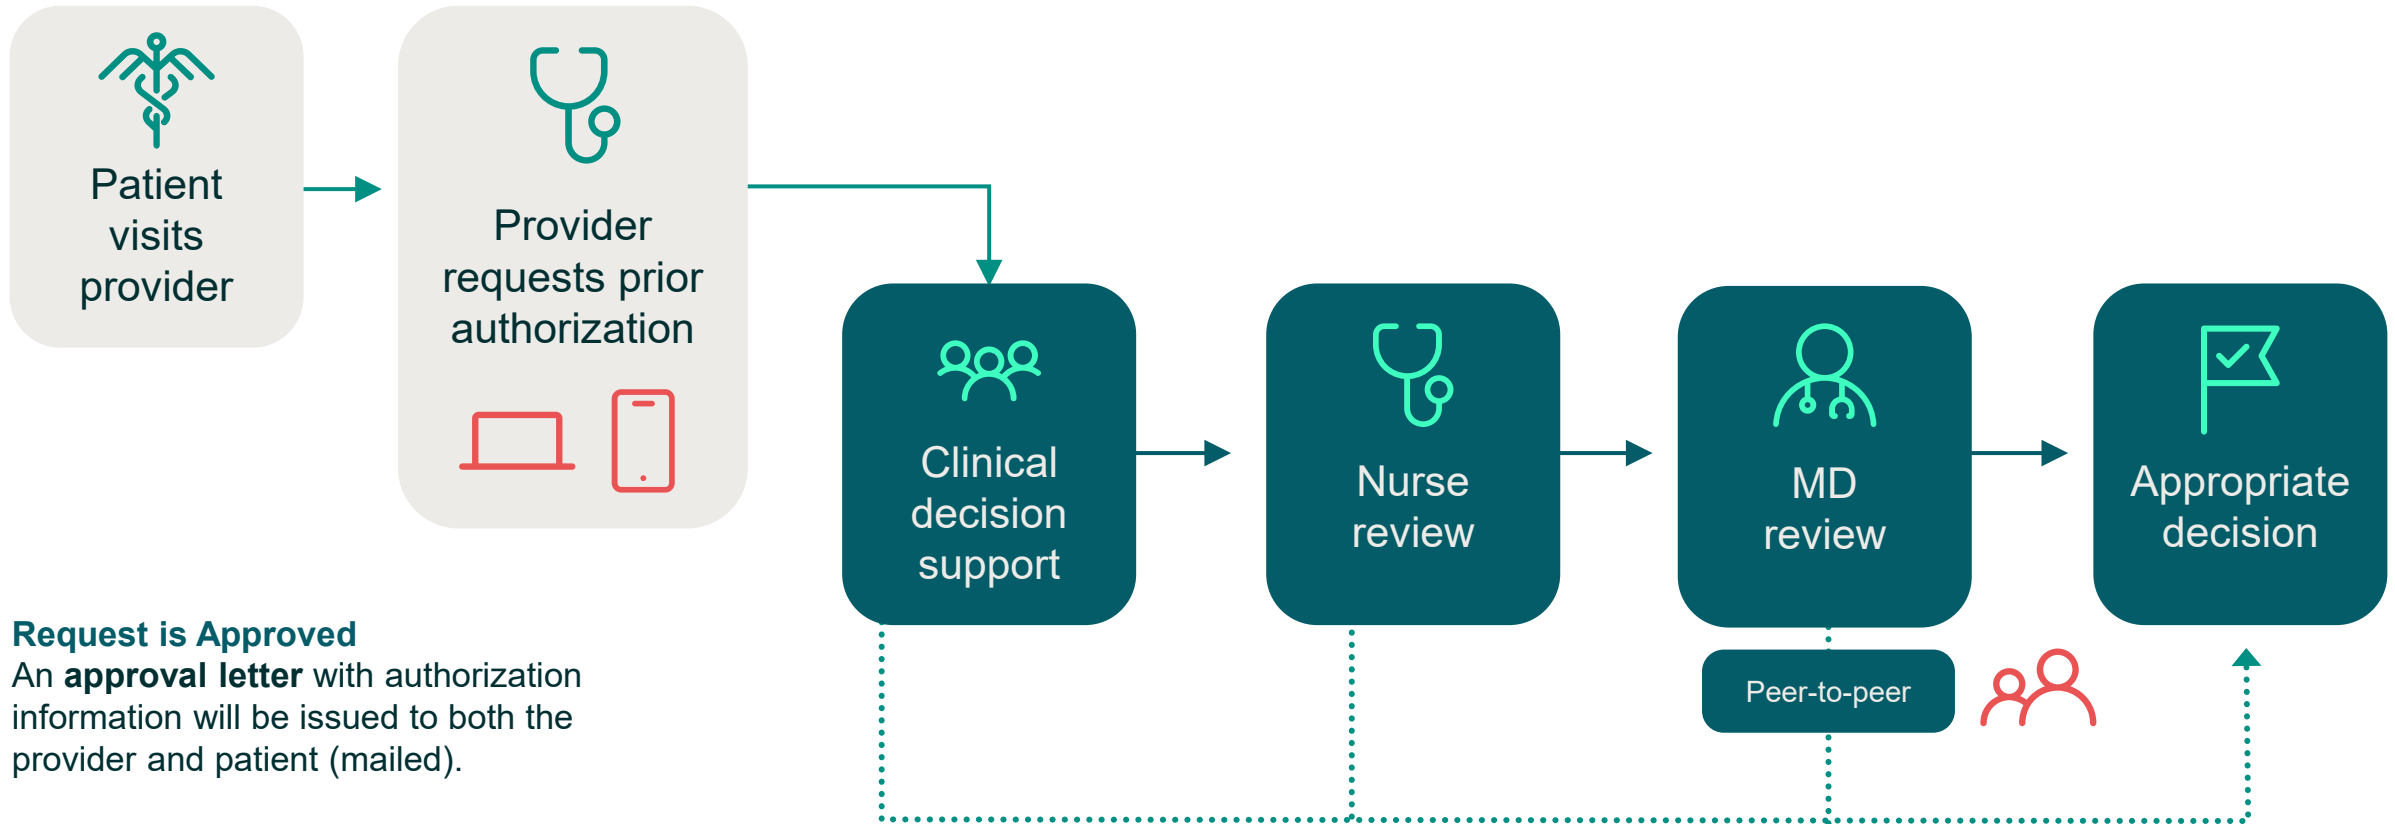 Patient
visits
provider
Provider
requests prior
authorization
Clinical
decision
support
Nurse
review
MD
review
Appropriate
decision
Peer-to-peer
Request is Approved
An approval letter with authorization
information will be issued to both the
provider and patient (mailed).